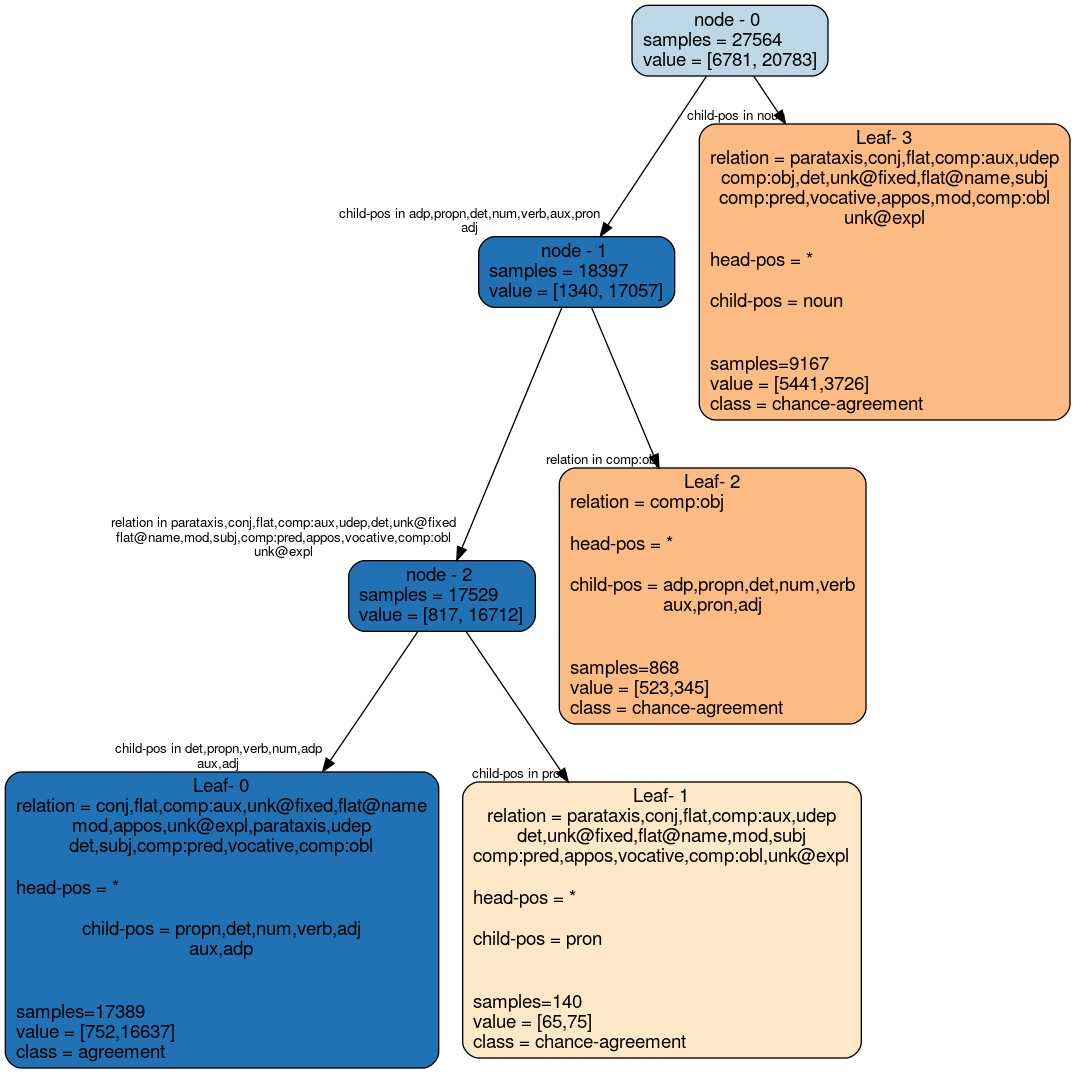 node - 0
samples = 27564
value = [6781, 20783]
child-pos in noun
Leaf- 3
relation = parataxis,conj,flat,comp:aux,udep
comp:obj,det,unk@fixed,flat@name,subj
comp:pred,vocative,appos,mod,comp:obl
unk@expl
head-pos = *
child-pos = noun
samples=9167
value = [5441,3726]
class = chance-agreement
child-pos in adp,propn,det,num,verb,aux,pron
adj
node - 1
samples = 18397
value = [1340, 17057]
relation in comp:obj
Leaf- 2
relation = comp:obj
head-pos = *
child-pos = adp,propn,det,num,verb
aux,pron,adj
samples=868
value = [523,345]
class = chance-agreement
relation in parataxis,conj,flat,comp:aux,udep,det,unk@fixed
flat@name,mod,subj,comp:pred,appos,vocative,comp:obl
unk@expl
node - 2
samples = 17529
value = [817, 16712]
child-pos in det,propn,verb,num,adp
aux,adj
Leaf- 0
relation = conj,flat,comp:aux,unk@fixed,flat@name
mod,appos,unk@expl,parataxis,udep
det,subj,comp:pred,vocative,comp:obl
head-pos = *
child-pos = propn,det,num,verb,adj
aux,adp
samples=17389
value = [752,16637]
class = agreement
child-pos in pron
Leaf- 1
relation = parataxis,conj,flat,comp:aux,udep
det,unk@fixed,flat@name,mod,subj
comp:pred,appos,vocative,comp:obl,unk@expl
head-pos = *
child-pos = pron
samples=140
value = [65,75]
class = chance-agreement